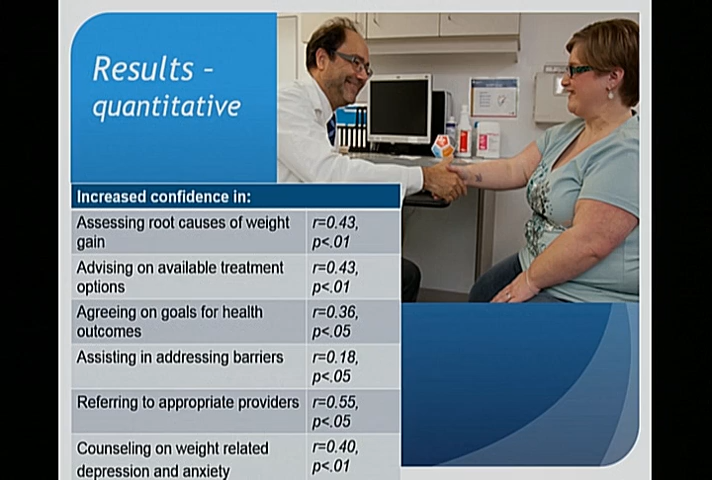 Results –
quantitative
Increased confidence in:
Assessing root causes of weight
gain
r=0.43,
p<.01
Advising on available treatment
options
r=0.43,
p<.01
Agreeing on goals for health
outcomes
r=0.36,
p<.05
Assisting in addressing barriers
r=0.18,
p<.05
Referring to appropriate providers
r=0.55,
p<.05
Counseling on weight related
depression and anxiety
r=0.40,
p<.01